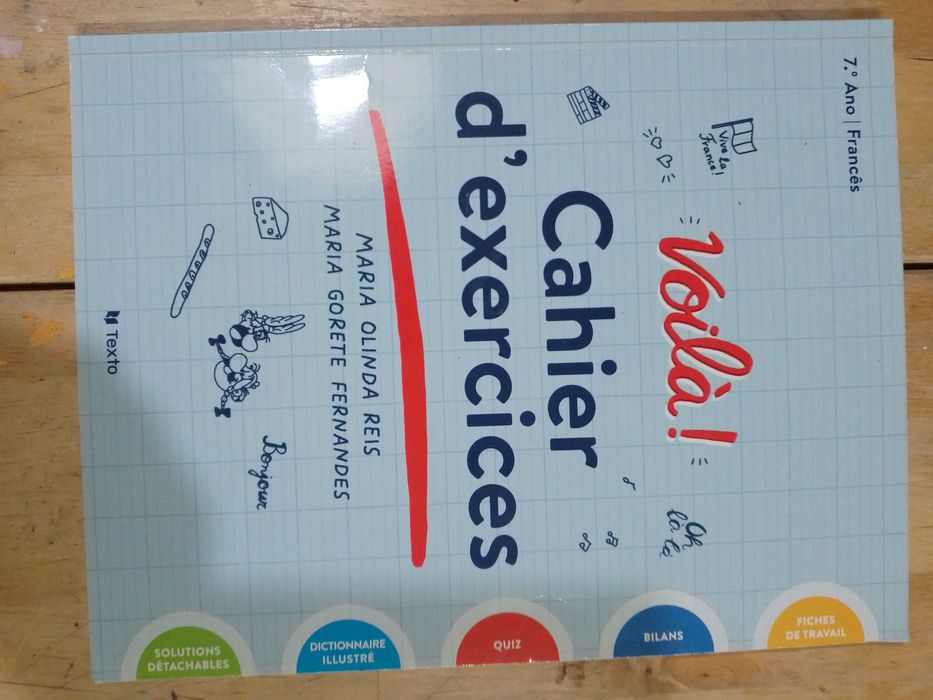 7.º Ano | Francês
Vive la
France!
Voilà!
Oh
là là
Cahier
d'exercices
MARIA OLINDA REIS
MARIA GORETE FERNANDES
Bonjour
Texto
FICHES
DE TRAVAIL
BILANS
QUIZ
DICTIONNAIRE
ILLUSTRÉ
SOLUTIONS
DÉTACHABLES